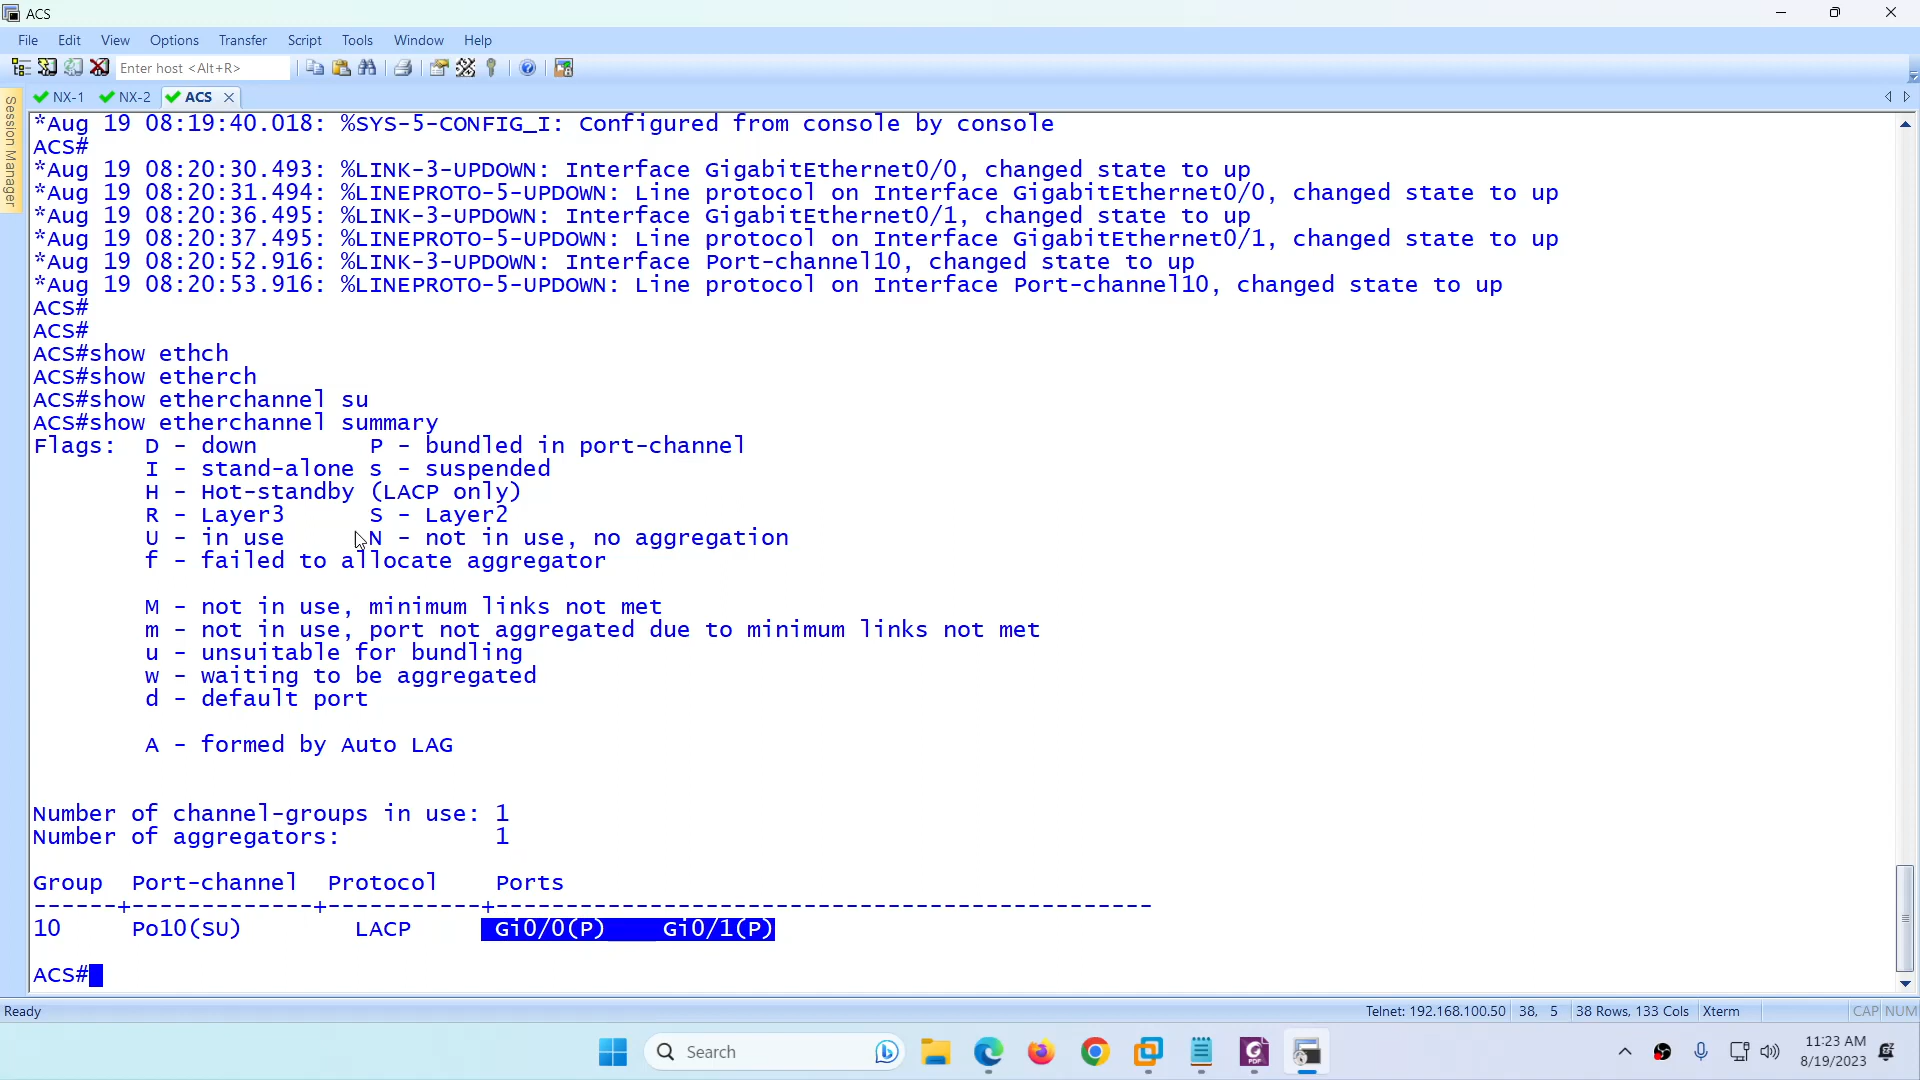 ACS
File Edit View Options Transfer Script Tools Window Help
Enter host <Alt+R>
Session Manager
NX-1 NX-2 ACS
*Aug 19 08:19:40.018: %SYS-5-CONFIG_I: Configured from console by console
ACS#
*Aug 19 08:20:30.493: %LINK-3-UPDOWN: Interface GigabitEthernet0/0, changed state to up
*Aug 19 08:20:31.494: %LINEPROTO-5-UPDOWN: Line protocol on Interface GigabitEthernet0/0, changed state to up
*Aug 19 08:20:36.495: %LINK-3-UPDOWN: Interface GigabitEthernet0/1, changed state to up
*Aug 19 08:20:37.495: %LINEPROTO-5-UPDOWN: Line protocol on Interface GigabitEthernet0/1, changed state to up
*Aug 19 08:20:52.916: %LINK-3-UPDOWN: Interface Port-channel10, changed state to up
*Aug 19 08:20:53.916: %LINEPROTO-5-UPDOWN: Line protocol on Interface Port-channel10, changed state to up
ACS#
ACS#
ACS#show ethch
ACS#show etherch
ACS#show etherchannel su
ACS#show etherchannel summary
Flags:  D - down        P - bundled in port-channel
        I - stand-alone s - suspended
        H - Hot-standby (LACP only)
        R - Layer3      S - Layer2
        U - in use      N - not in use, no aggregation
        f - failed to allocate aggregator
        M - not in use, minimum links not met
        m - not in use, port not aggregated due to minimum links not met
        u - unsuitable for bundling
        w - waiting to be aggregated
        d - default port
        A - formed by Auto LAG
Number of channel-groups in use: 1
Number of aggregators:           1
Group  Port-channel  Protocol    Ports
------+-------------+-----------+-----------------------------------------------
10     Po10(SU)        LACP      Gi0/0(P)    Gi0/1(P)
ACS#
Ready Telnet: 192.168.100.50 38, 5 38 Rows, 133 Cols Xterm CAP NUM
Search
11:23 AM
8/19/2023